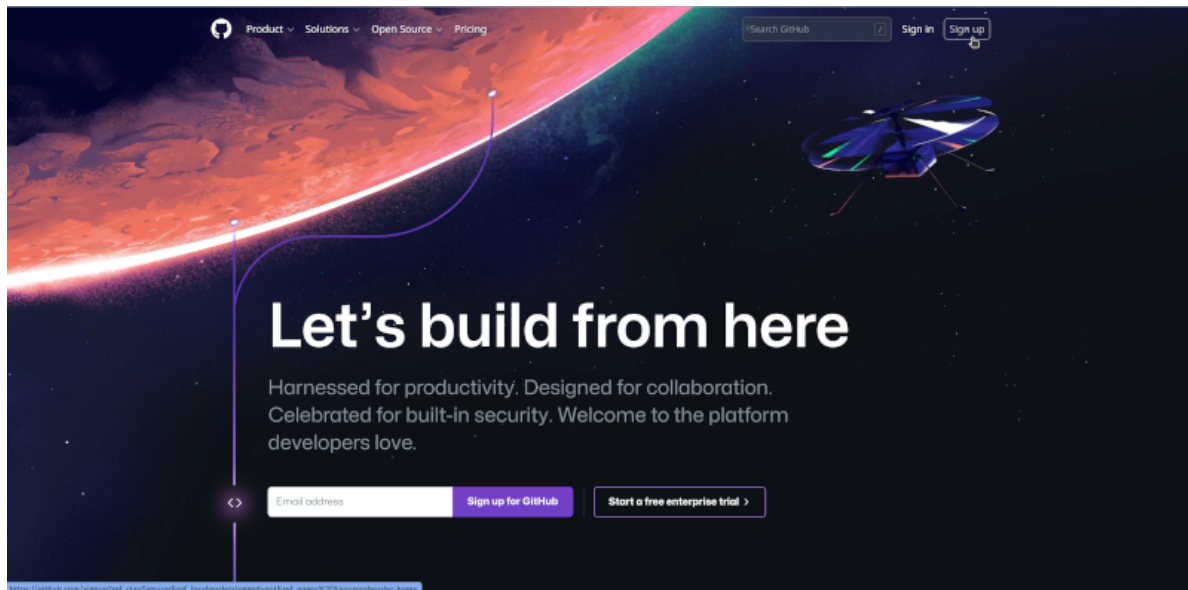 Product Solutions Open Source Pricing Search GitHub / Sign in Sign up
Let's build from here
Harnessed for productivity. Designed for collaboration.
Celebrated for built-in security. Welcome to the platform
developers love.
<> Email address Sign up for GitHub Start a free enterprise trial >